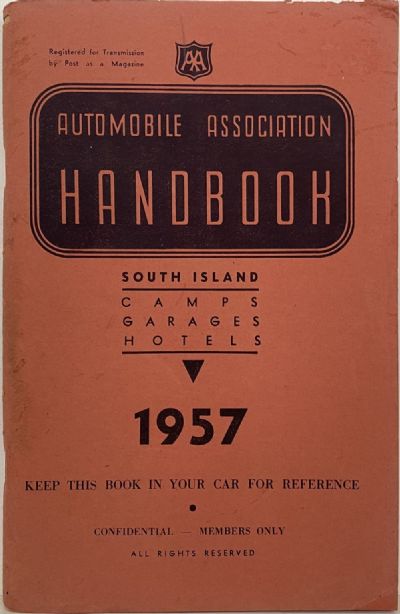 Registered for Transmission
by Post as a Magazine
AA
AUTOMOBILE ASSOCIATION
HANDBOOK
SOUTH ISLAND
CAMPS
GARAGES
HOTELS
1957
KEEP THIS BOOK IN YOUR CAR FOR REFERENCE
CONFIDENTIAL — MEMBERS ONLY
ALL RIGHTS RESERVED